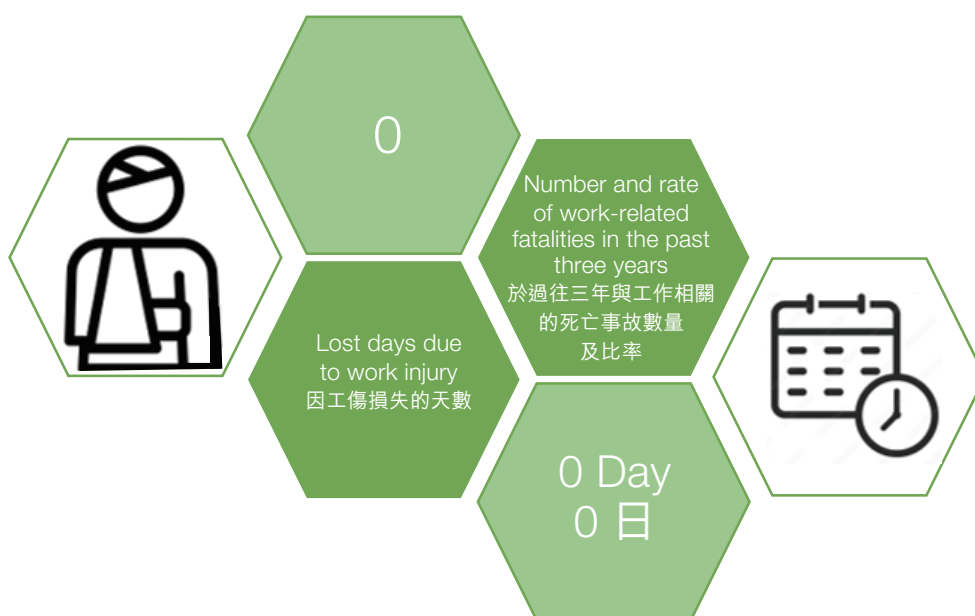 0
Number and rate
of work-related
fatalities in the past
three years
於過往三年與工作相關
的死亡事故數量
及比率
Lost days due
to work injury
因工傷損失的天數
0 Day
0 日